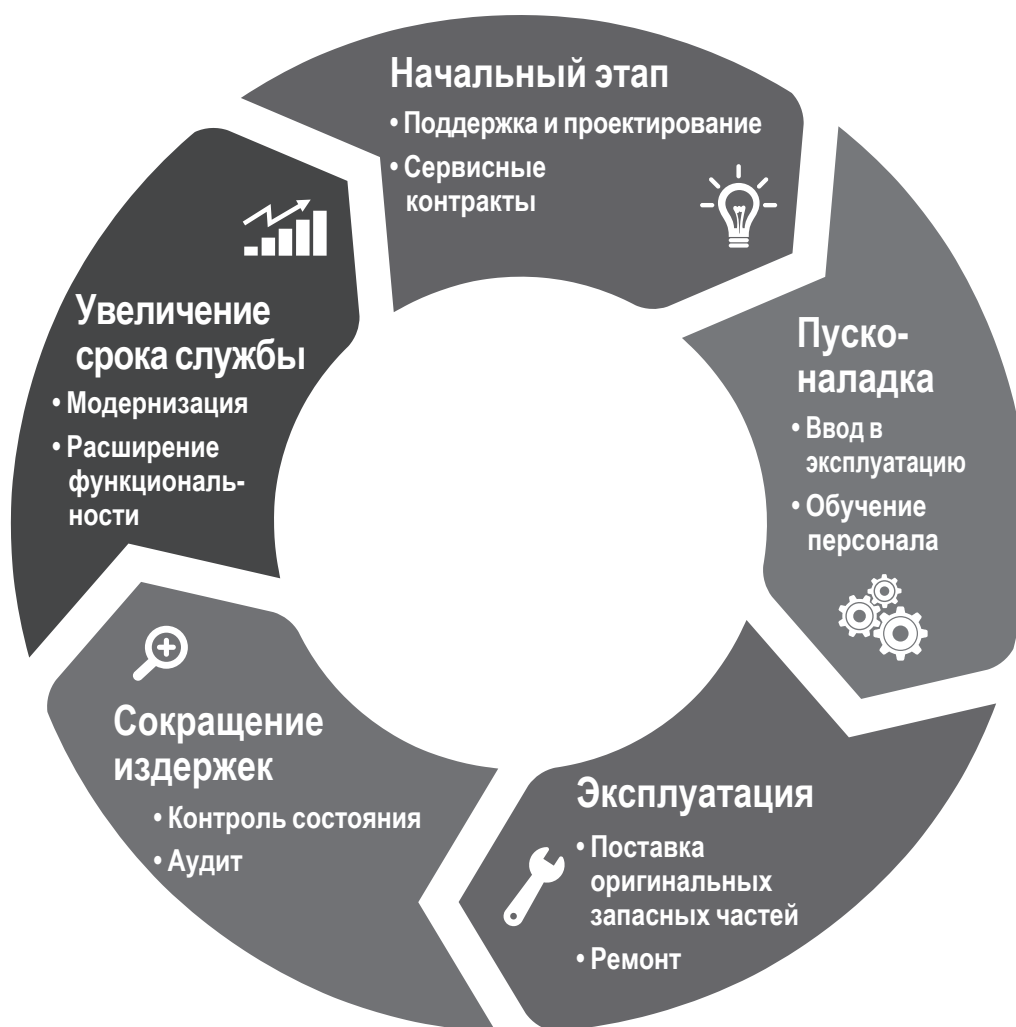 Начальный этап
• Поддержка и проектирование
• Сервисные
контракты
Пуско-
наладка
• Ввод в
эксплуатацию
• Обучение
персонала
Эксплуатация
• Поставка
оригинальных
запасных частей
• Ремонт
Сокращение
издержек
• Контроль состояния
• Аудит
Увеличение
срока службы
• Модернизация
• Расширение
функциональ-
ности